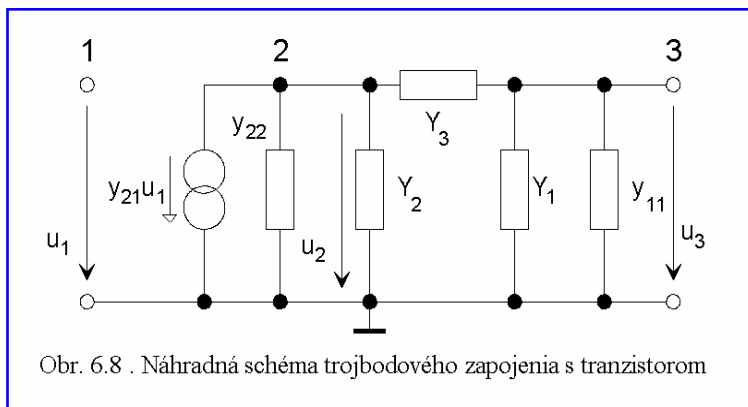 1 2 3
y22
Y3
y21u1 Y2 Y1 y11
u1 u2 u3
Obr. 6.8 . Náhradná schéma trojbodového zapojenia s tranzistorom